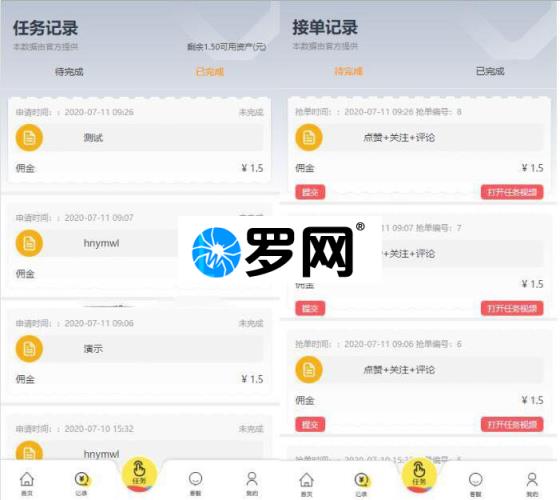 任务记录
本数据由官方提供
剩余1.50可用资产(元)
待完成
已完成
申请时间：: 2020-07-11 09:26
未完成
测试
佣金
¥ 1.5
申请时间：: 2020-07-11 09:07
未完成
hnymwl
佣金
申请时间：: 2020-07-11 09:06
未完成
演示
佣金
¥ 1.5
申请时间：: 2020-07-10 15:32
未完成
hnymwl
首页
记录
任务
客服
我的
罗网®
接单记录
本数据由官方提供
待完成
已完成
抢单时间：: 2020-07-11 09:26 抢单编号：8
点赞+关注+评论
佣金
¥ 1.5
提交
打开任务视频
抢单时间：: 2020-07-11 09:07 抢单编号：7
+关注+评论
佣金
¥ 1.5
提交
打开任务视频
抢单时间：: 2020-07-11 09:06 抢单编号：6
点赞+关注+评论
佣金
¥ 1.5
提交
打开任务视频
抢单时间：: 2020-07-10 15:32 抢单编号：5
首页
记录
任务
客服
我的